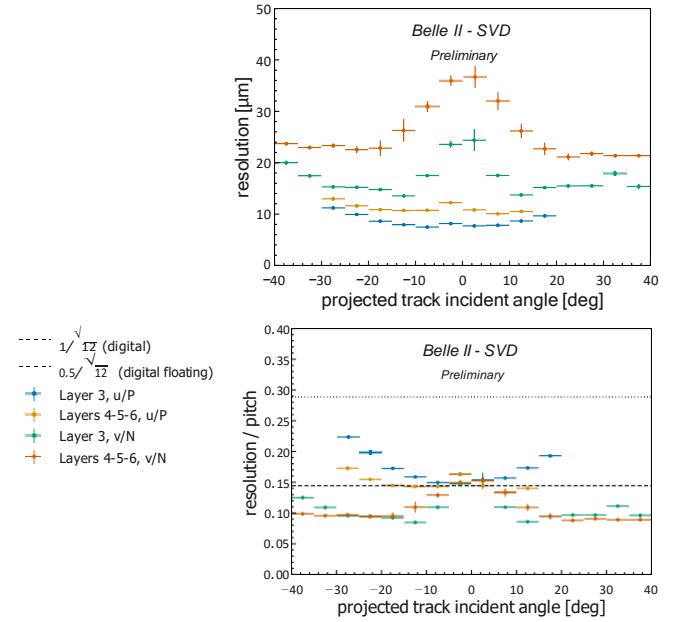 50
40
30
20
10
0
resolution [μm]
Belle II - SVD
Preliminary
−40 −30 −20 −10 0 10 20 30 40
projected track incident angle [deg]
1/√12 (digital)
0.5/√12 (digital floating)
Layer 3, u/P
Layers 4-5-6, u/P
Layer 3, v/N
Layers 4-5-6, v/N
0.40
0.35
0.30
0.25
0.20
0.15
0.10
0.05
0.00
resolution / pitch
Belle II - SVD
Preliminary
−40 −30 −20 −10 0 10 20 30 40
projected track incident angle [deg]